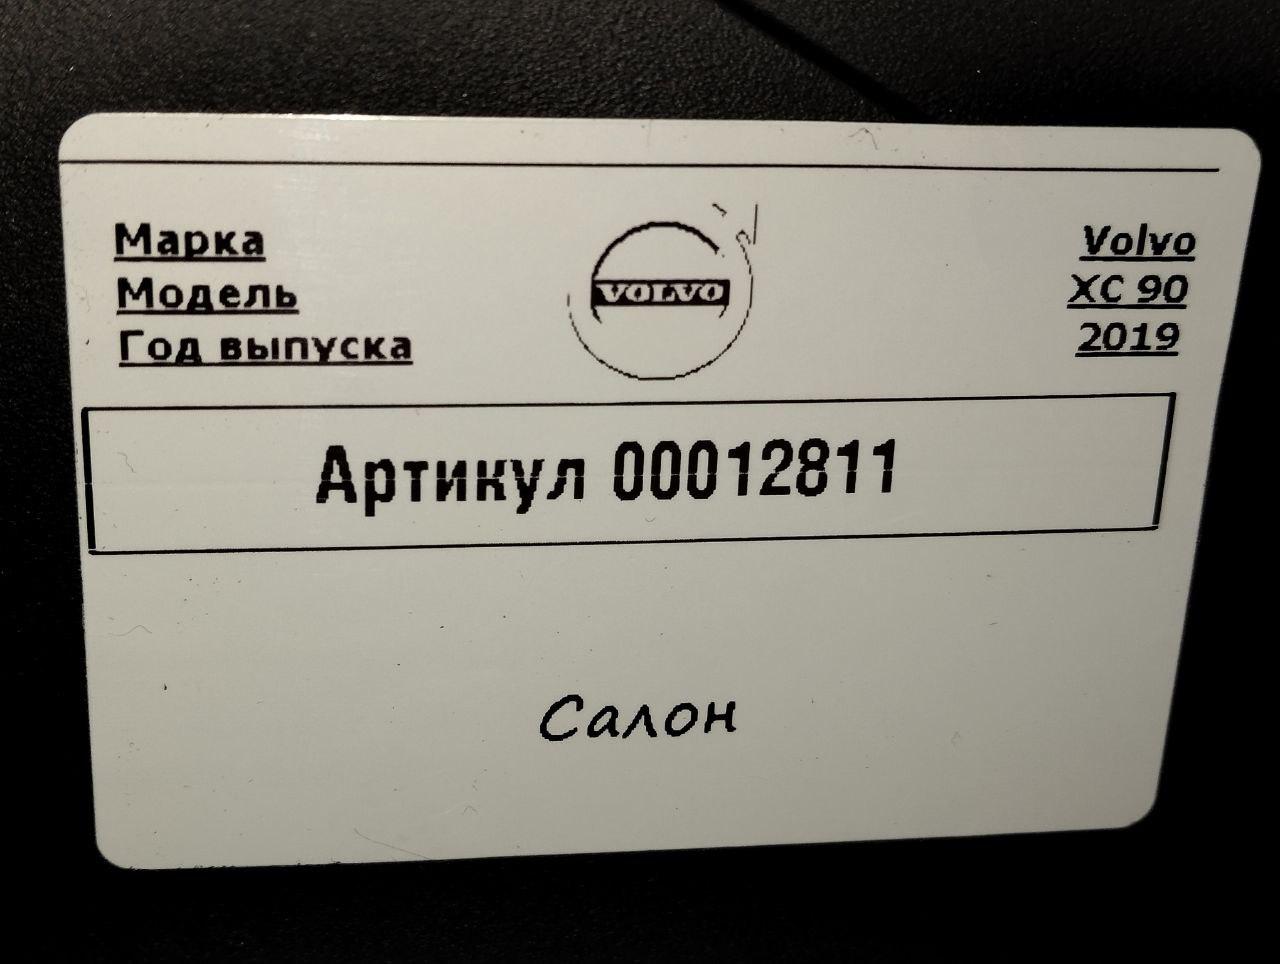 Марка Volvo
Модель XC 90
Год выпуска 2019
VOLVO
Артикул 00012811
Салон